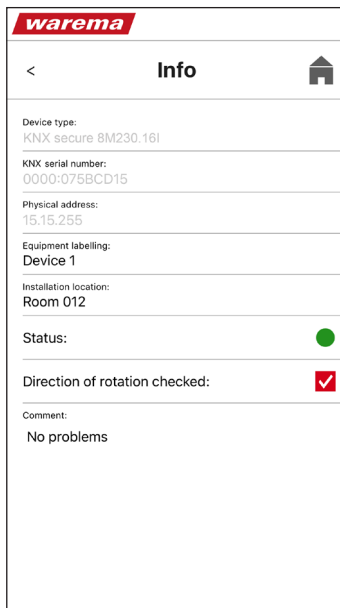 warema
< Info
Device type:
KNX secure 8M230.16I
KNX serial number:
0000:075BCD15
Physical address:
15.15.255
Equipment labelling:
Device 1
Installation location:
Room 012
Status:
Direction of rotation checked:
Comment:
No problems